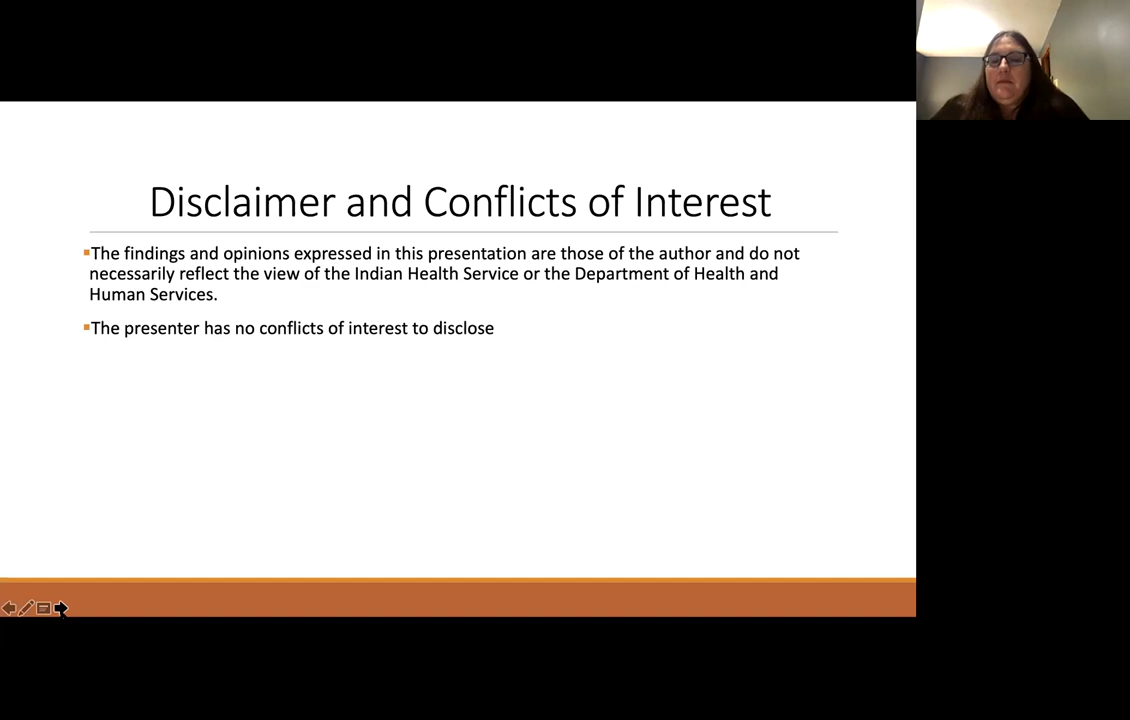 Disclaimer and Conflicts of Interest
▪The findings and opinions expressed in this presentation are those of the author and do not
necessarily reflect the view of the Indian Health Service or the Department of Health and
Human Services.
▪The presenter has no conflicts of interest to disclose